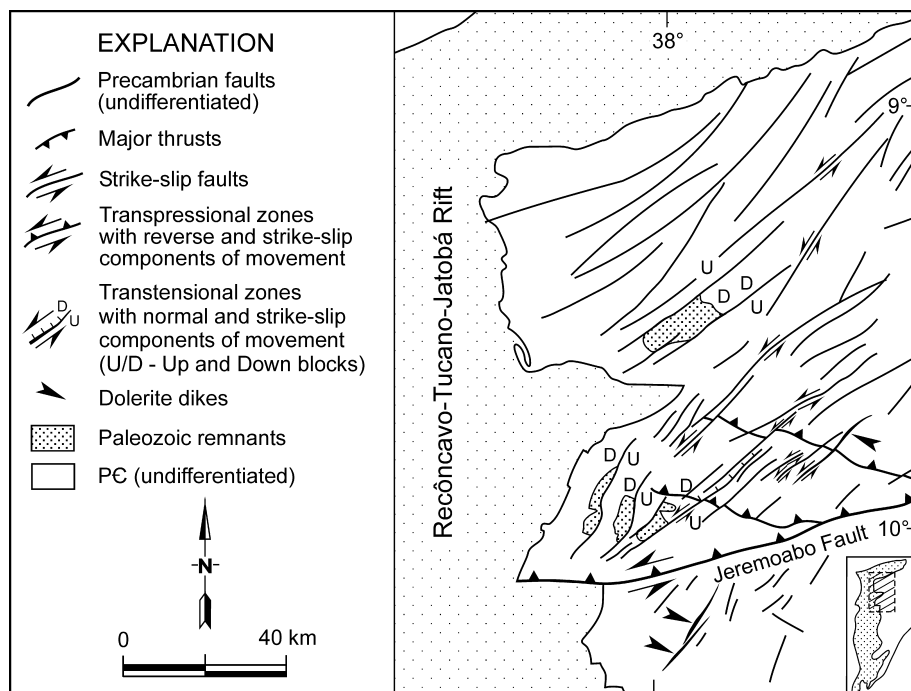 EXPLANATION
Precambrian faults
(undifferentiated)
Major thrusts
Strike-slip faults
Transpressional zones
with reverse and strike-slip
components of movement
D
U
Transtensional zones
with normal and strike-slip
components of movement
(U/D - Up and Down blocks)
Dolerite dikes
Paleozoic remnants
PЄ (undifferentiated)
-N-
0 40 km
38°
9°
Recôncavo-Tucano-Jatobá Rift
U
D D
U
D U
D D
U
U
Jeremoabo Fault 10°